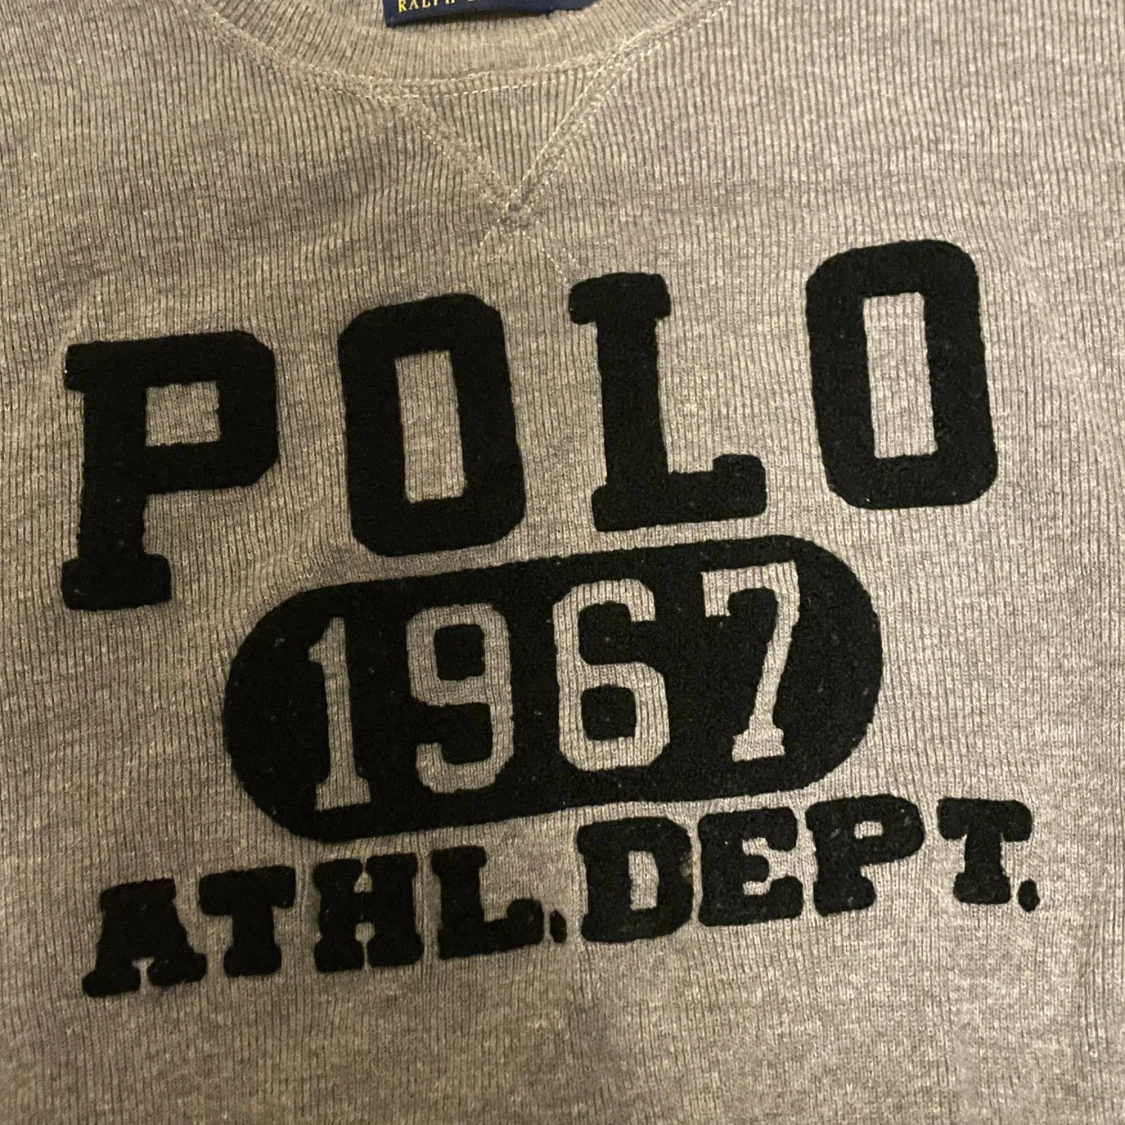 RALPH
POLO
1967
ATHL. DEPT.